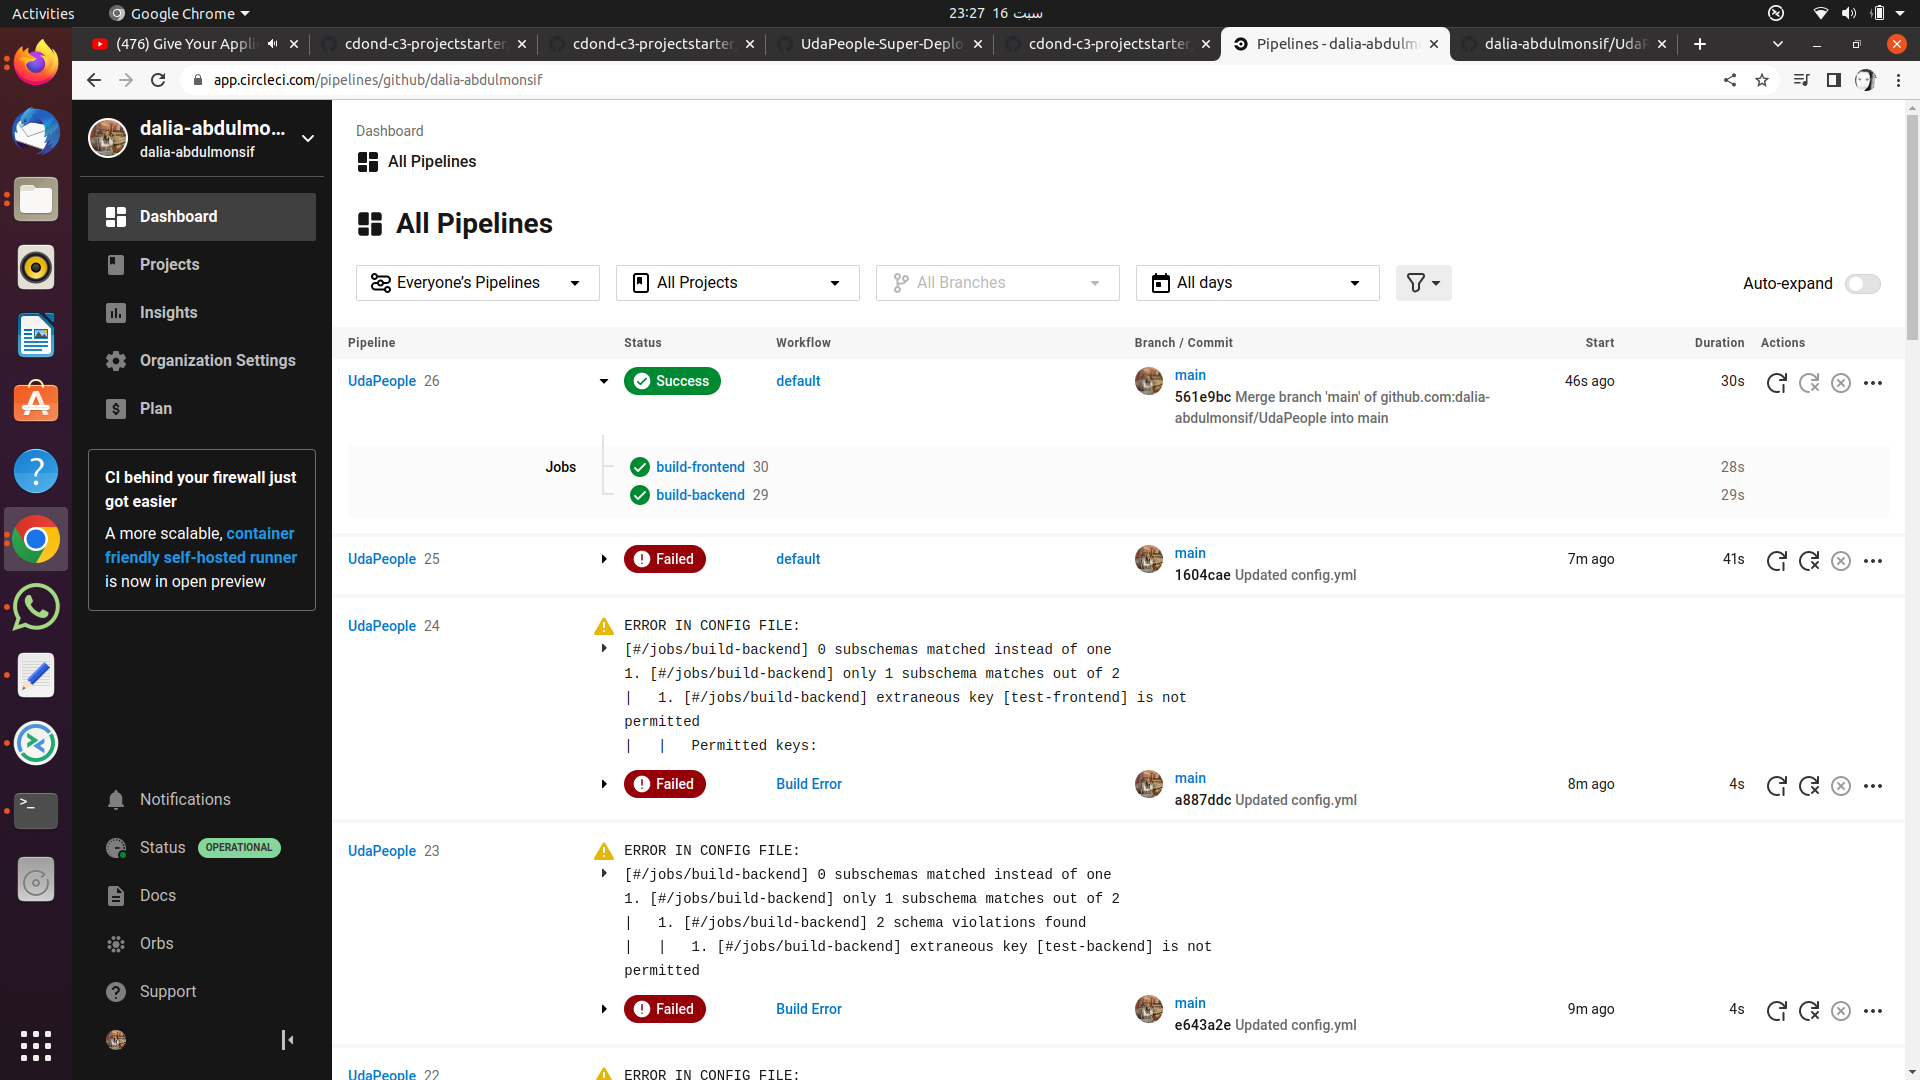 Activities
Google Chrome
23:27 16 سبت
(476) Give Your Appli
cdond-c3-projectstarter
cdond-c3-projectstarter
UdaPeople-Super-Deplo
cdond-c3-projectstarter
Pipelines - dalia-abdulm
dalia-abdulmonsif/UdaP
app.circleci.com/pipelines/github/dalia-abdulmonsif
dalia-abdulmo...
dalia-abdulmonsif
Dashboard
Projects
Insights
Organization Settings
Plan
CI behind your firewall just
got easier
A more scalable, container
friendly self-hosted runner
is now in open preview
Notifications
Status OPERATIONAL
Docs
Orbs
Support
Dashboard
All Pipelines
All Pipelines
Everyone's Pipelines
All Projects
All Branches
All days
Auto-expand
Pipeline Status Workflow Branch / Commit Start Duration Actions
UdaPeople 26 Success default main 46s ago 30s
561e9bc Merge branch 'main' of github.com:dalia-
abdulmonsif/UdaPeople into main
Jobs build-frontend 30 28s
build-backend 29 29s
UdaPeople 25 Failed default main 7m ago 41s
1604cae Updated config.yml
UdaPeople 24 ERROR IN CONFIG FILE:
[#/jobs/build-backend] 0 subschemas matched instead of one
1. [#/jobs/build-backend] only 1 subschema matches out of 2
| 1. [#/jobs/build-backend] extraneous key [test-frontend] is not
permitted
| | Permitted keys:
Failed Build Error main 8m ago 4s
a887ddc Updated config.yml
UdaPeople 23 ERROR IN CONFIG FILE:
[#/jobs/build-backend] 0 subschemas matched instead of one
1. [#/jobs/build-backend] only 1 subschema matches out of 2
| 1. [#/jobs/build-backend] 2 schema violations found
| | 1. [#/jobs/build-backend] extraneous key [test-backend] is not
permitted
Failed Build Error main 9m ago 4s
e643a2e Updated config.yml
UdaPeople 22 ERROR IN CONFIG FILE: